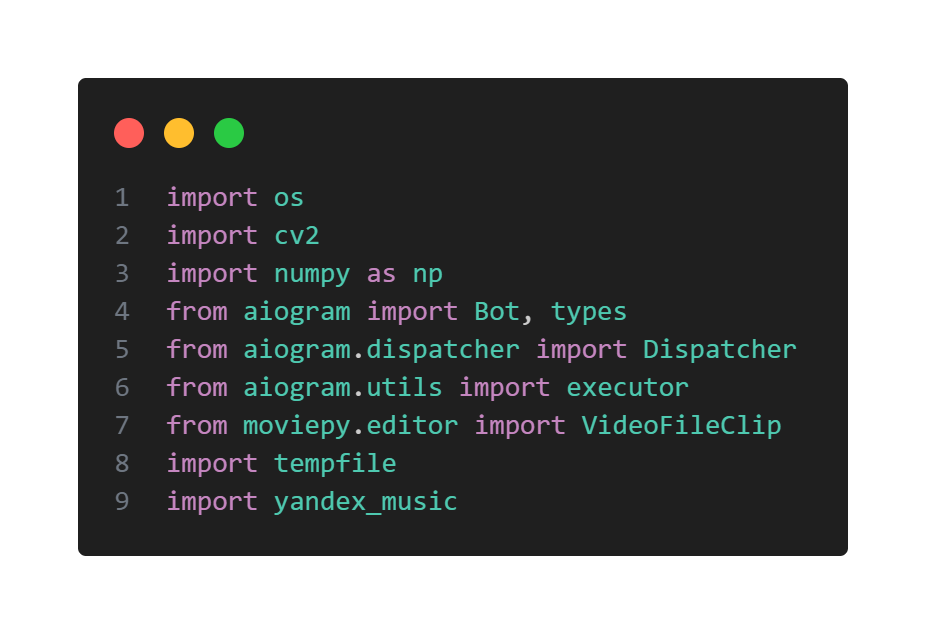 1 import os
2 import cv2
3 import numpy as np
4 from aiogram import Bot, types
5 from aiogram.dispatcher import Dispatcher
6 from aiogram.utils import executor
7 from moviepy.editor import VideoFileClip
8 import tempfile
9 import yandex_music